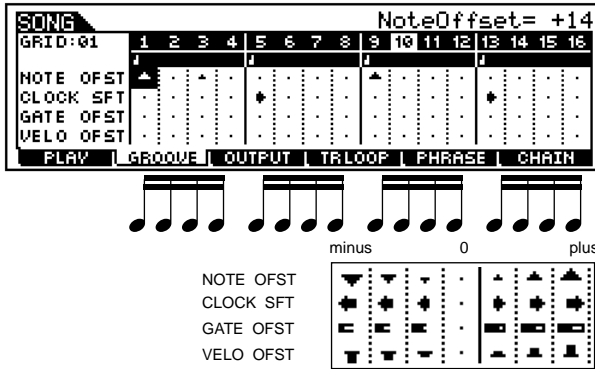 SONG NoteOffset= +14
GRID:01 1 2 3 4 5 6 7 8 9 10 11 12 13 14 15 16
NOTE OFST
CLOCK SFT
GATE OFST
VELO OFST
PLAY GROOVE OUTPUT TRLOOP PHRASE CHAIN
minus 0 plus
NOTE OFST
CLOCK SFT
GATE OFST
VELO OFST